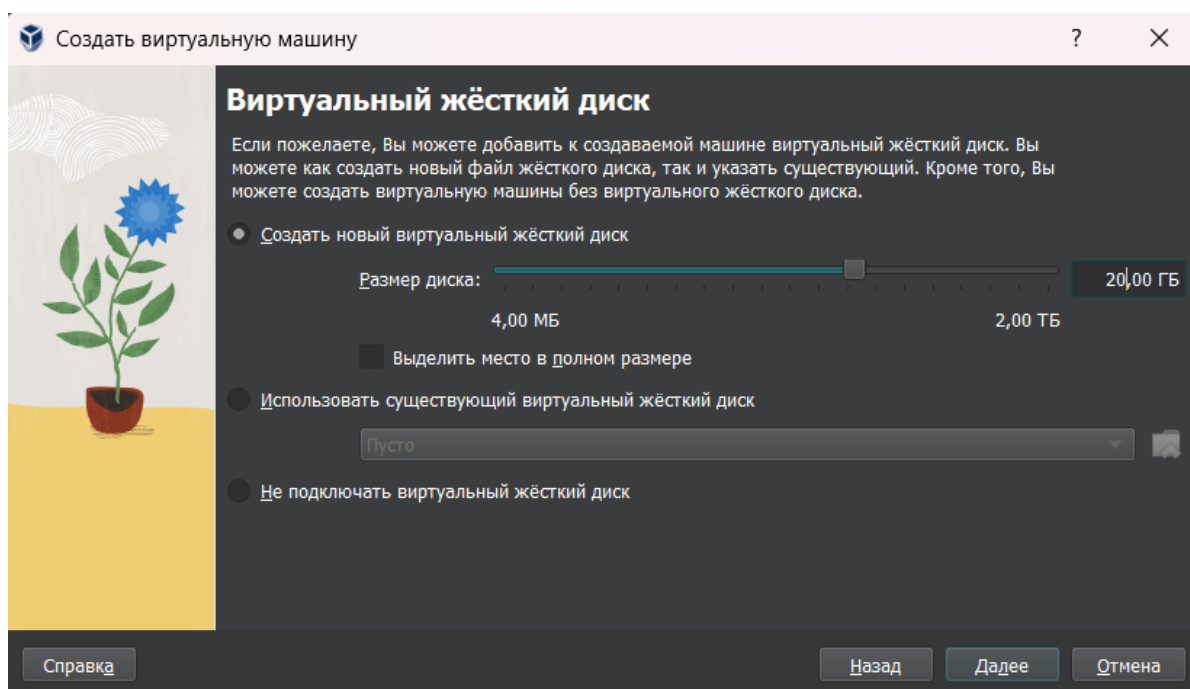 Создать виртуальную машину
?
Виртуальный жёсткий диск
Если пожелаете, Вы можете добавить к создаваемой машине виртуальный жёсткий диск. Вы
можете как создать новый файл жёсткого диска, так и указать существующий. Кроме того, Вы
можете создать виртуальную машины без виртуального жёсткого диска.
Создать новый виртуальный жёсткий диск
Размер диска: 20,00 ГБ
4,00 МБ 2,00 ТБ
Выделить место в полном размере
Использовать существующий виртуальный жёсткий диск
Пусто
Не подключать виртуальный жёсткий диск
Справка Назад Далее Отмена